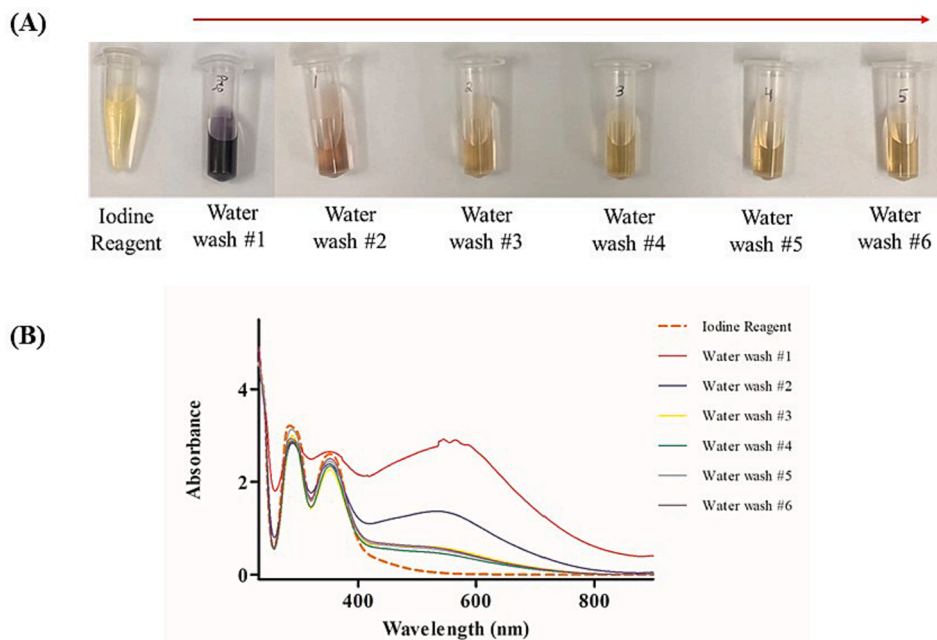 (A)
1
2
3
4
5
Iodine Reagent
Water wash #1
Water wash #2
Water wash #3
Water wash #4
Water wash #5
Water wash #6
(B)
Absorbance
4
2
0
400
600
800
Wavelength (nm)
Iodine Reagent
Water wash #1
Water wash #2
Water wash #3
Water wash #4
Water wash #5
Water wash #6